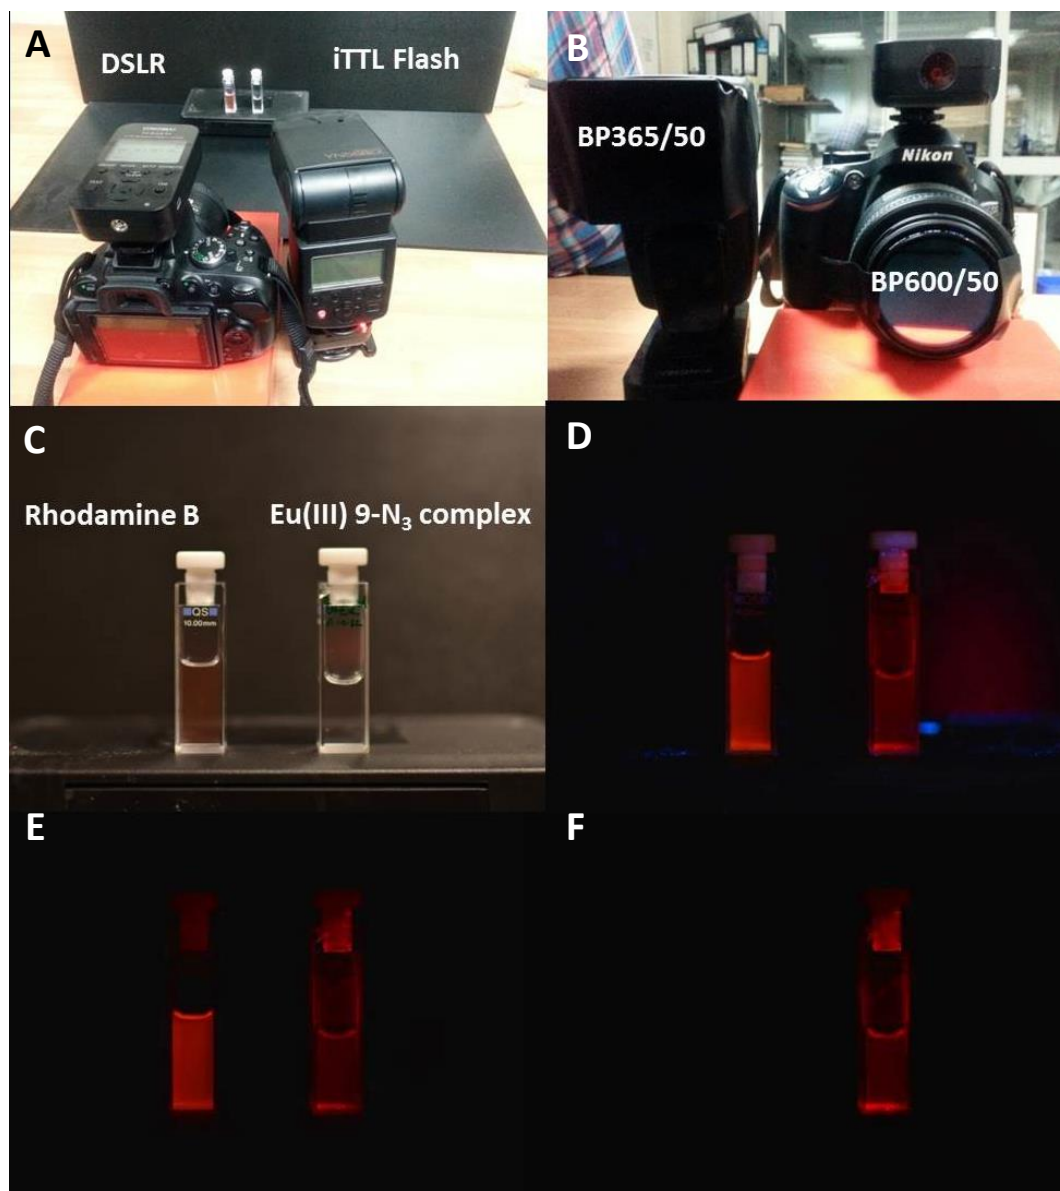 A
DSLR
iTTL Flash
B
BP365/50
Nikon
BP600/50
C
Rhodamine B
Eu(III) 9-N₃ complex
QS
10.00mm
D
E
F